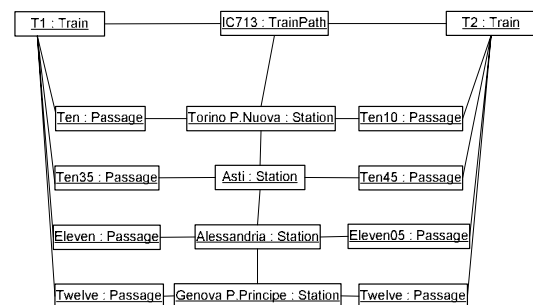 T1 : Train
IC713 : TrainPath
T2 : Train
Ten : Passage
Torino P.Nuova : Station
Ten10 : Passage
Ten35 : Passage
Asti : Station
Ten45 : Passage
Eleven : Passage
Alessandria : Station
Eleven05 : Passage
Twelve : Passage
Genova P.Principe : Station
Twelve : Passage